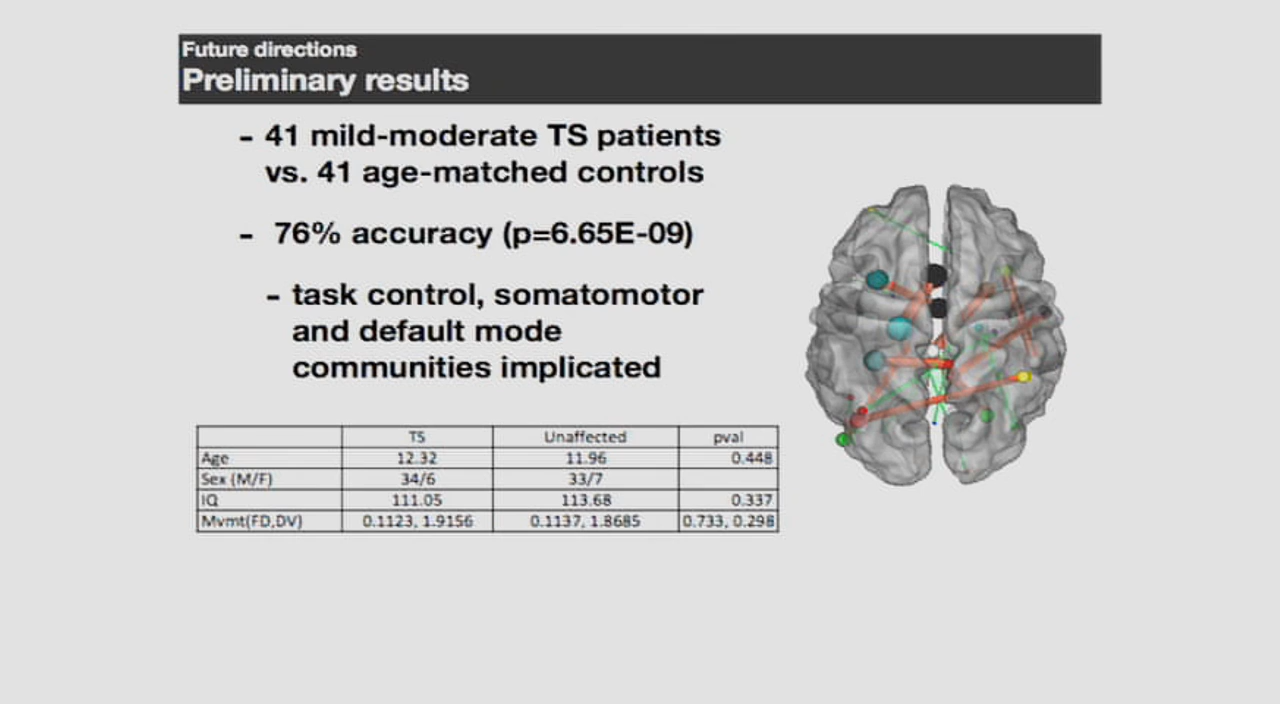 Future directions
Preliminary results
- 41 mild-moderate TS patients
vs. 41 age-matched controls
- 76% accuracy (p=6.65E-09)
- task control, somatomotor
and default mode
communities implicated
TS Unaffected pval
Age 12.32 11.96 0.448
Sex (M/F) 34/6 33/7
IQ 111.05 113.68 0.337
Mvmt(FD,DV) 0.1123, 1.9156 0.1137, 1.8685 0.733, 0.298